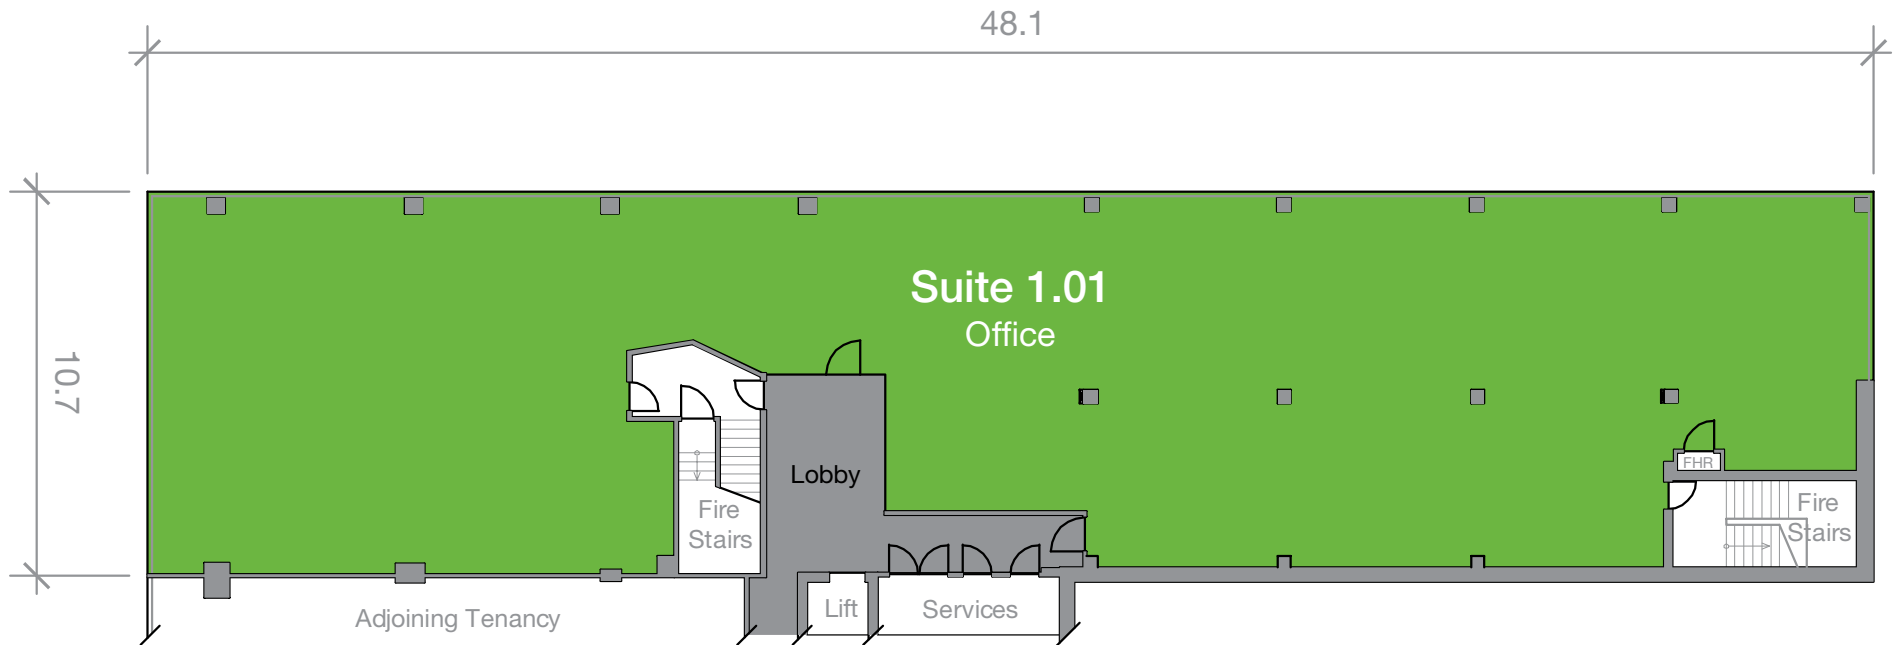 48.1
10.7
Suite 1.01
Office
Lobby
FHR
Fire
Stairs
Fire
Stairs
Lift
Services
Adjoining Tenancy